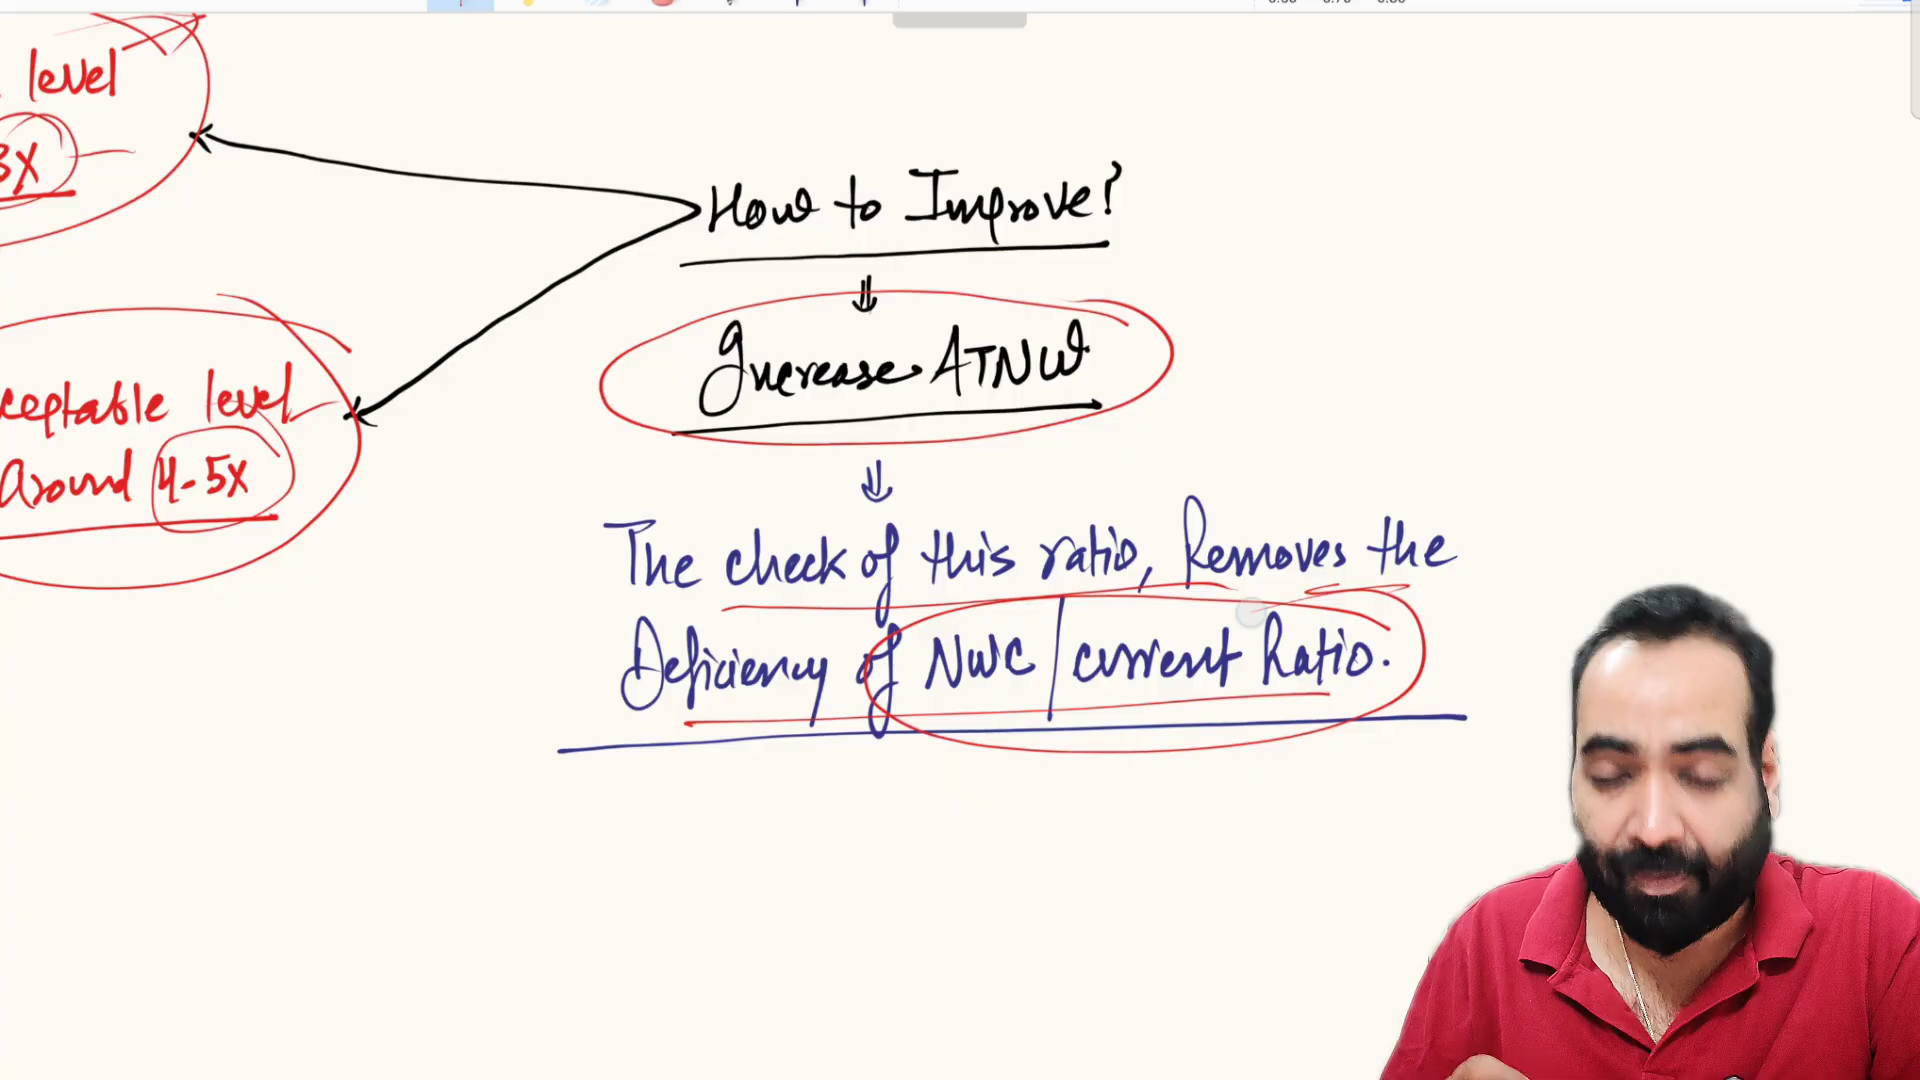 level
3X
How to Improve?
Increase ATNW
ceptable level
Around 4-5x
The check of this ratio, Removes the
Deficiency of NWC / current Ratio.